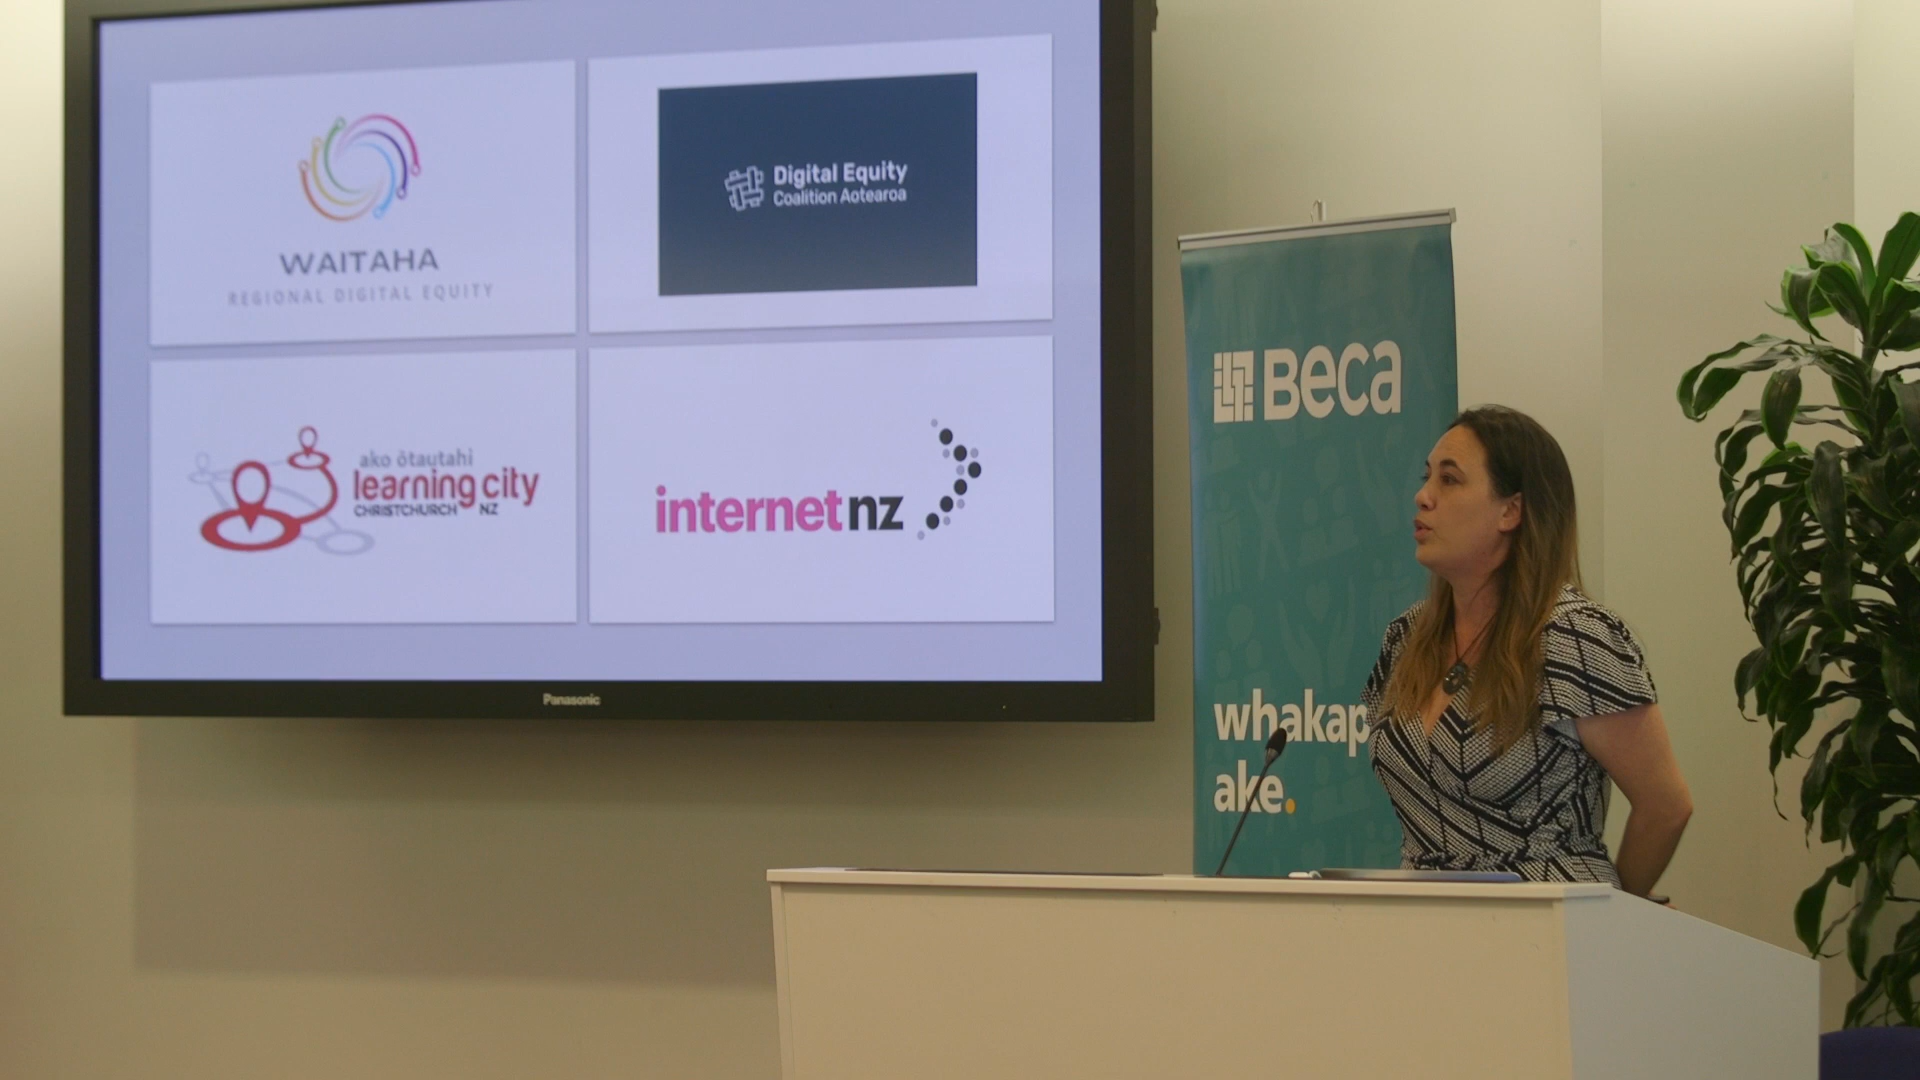 WAITAHA
REGIONAL DIGITAL EQUITY
Digital Equity
Coalition Aotearoa
ako ōtautahi
learning city
CHRISTCHURCH NZ
internet nz
Panasonic
Beca
whakap
ake.